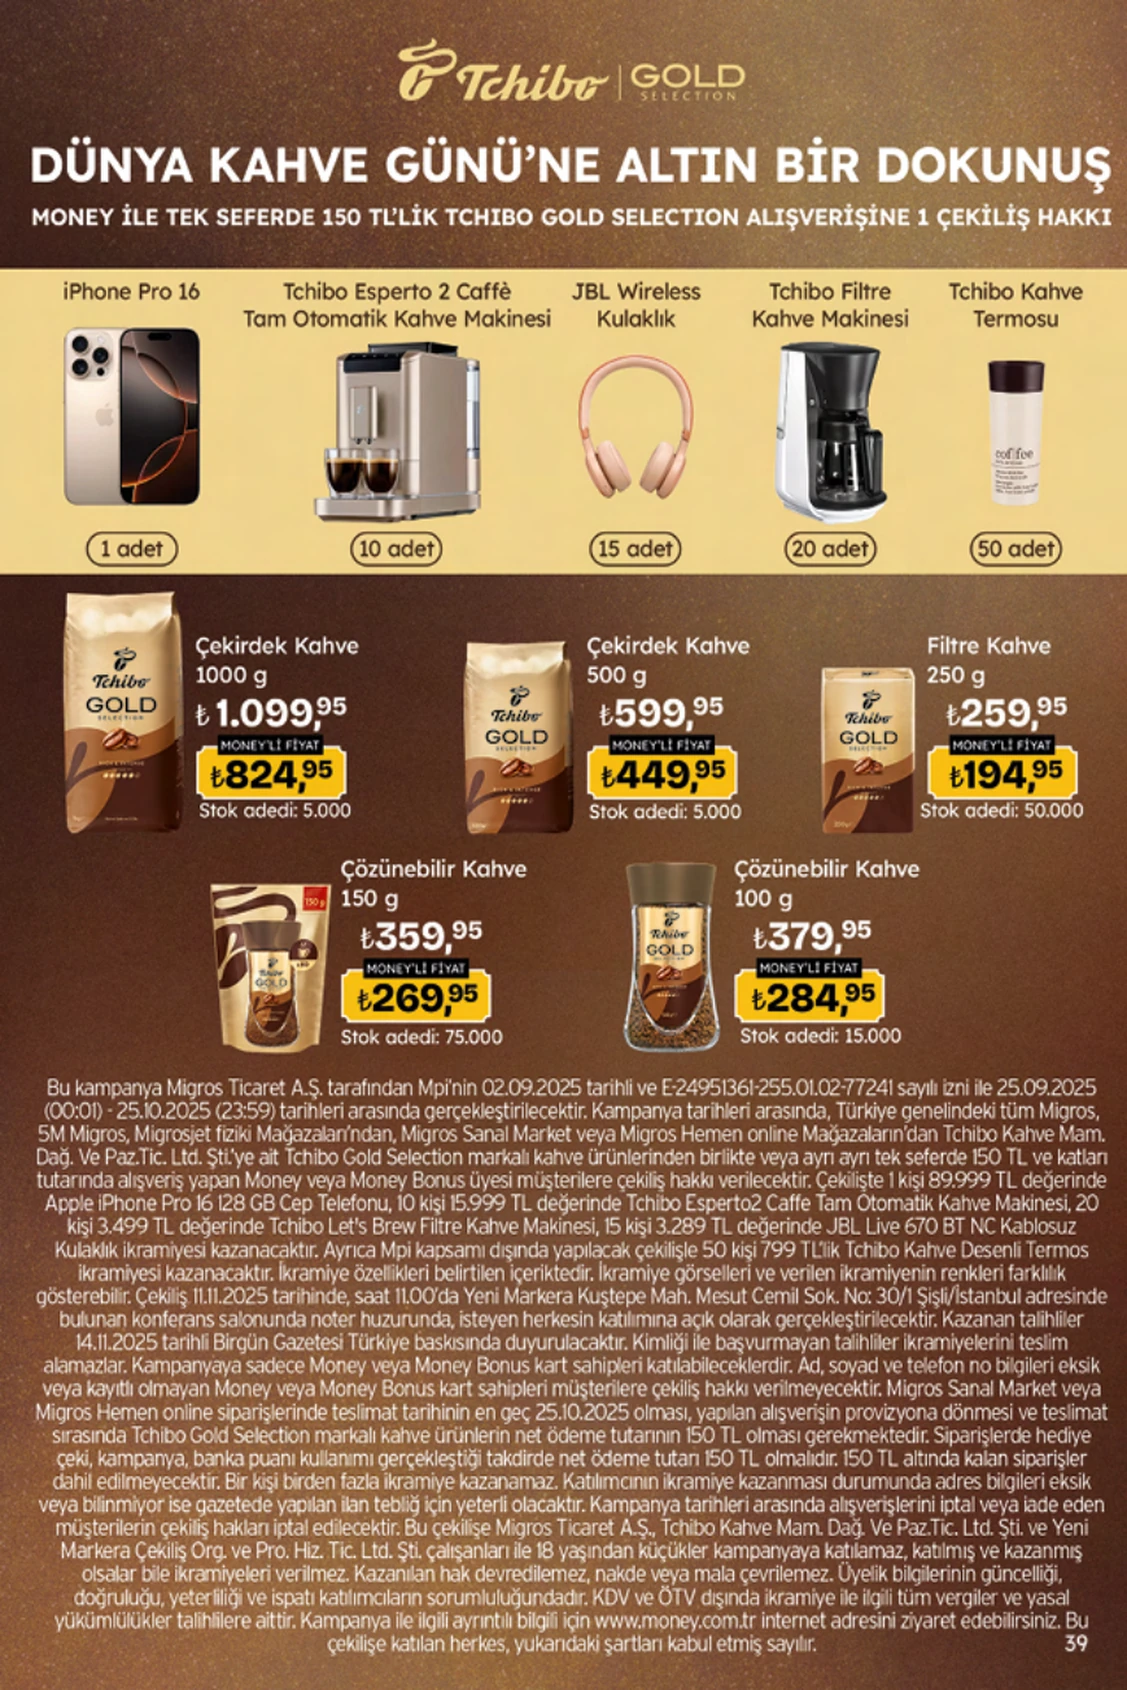 Tchibo | GOLD
SELECTION
DÜNYA KAHVE GÜNÜ'NE ALTIN BİR DOKUNUŞ
MONEY İLE TEK SEFERDE 150 TL'LİK TCHIBO GOLD SELECTION ALIŞVERİŞİNE 1 ÇEKİLİŞ HAKKI
iPhone Pro 16
1 adet
Tchibo Esperto 2 Caffè
Tam Otomatik Kahve Makinesi
10 adet
JBL Wireless
Kulaklık
15 adet
Tchibo Filtre
Kahve Makinesi
20 adet
Tchibo Kahve
Termosu
coffee
50 adet
Tchibo
GOLD
SELECTION
Çekirdek Kahve
1000 g
₺1.099,95
MONEY'Lİ FİYAT
₺824,95
Stok adedi: 5.000
Tchibo
GOLD
SELECTION
Çekirdek Kahve
500 g
₺599,95
MONEY'Lİ FİYAT
₺449,95
Stok adedi: 5.000
Tchibo
GOLD
SELECTION
Filtre Kahve
250 g
₺259,95
MONEY'Lİ FİYAT
₺194,95
Stok adedi: 50.000
150 g
Tchibo
GOLD
Çözünebilir Kahve
150 g
₺359,95
MONEY'Lİ FİYAT
₺269,95
Stok adedi: 75.000
Tchibo
GOLD
SELECTION
Çözünebilir Kahve
100 g
₺379,95
MONEY'Lİ FİYAT
₺284,95
Stok adedi: 15.000
Bu kampanya Migros Ticaret A.Ş. tarafından Mpi'nin 02.09.2025 tarihli ve E-24951361-255.01.02-77241 sayılı izni ile 25.09.2025
(00:01) - 25.10.2025 (23:59) tarihleri arasında gerçekleştirilecektir. Kampanya tarihleri arasında, Türkiye genelindeki tüm Migros,
5M Migros, Migrosjet fiziki Mağazaları'ndan, Migros Sanal Market veya Migros Hemen online Mağazaların'dan Tchibo Kahve Mam.
Dağ. Ve Paz.Tic. Ltd. Şti.'ye ait Tchibo Gold Selection markalı kahve ürünlerinden birlikte veya ayrı ayrı tek seferde 150 TL ve katları
tutarında alışveriş yapan Money veya Money Bonus üyesi müşterilere çekiliş hakkı verilecektir. Çekilişte 1 kişi 89.999 TL değerinde
Apple iPhone Pro 16 128 GB Cep Telefonu, 10 kişi 15.999 TL değerinde Tchibo Esperto2 Caffe Tam Otomatik Kahve Makinesi, 20
kişi 3.499 TL değerinde Tchibo Let's Brew Filtre Kahve Makinesi, 15 kişi 3.289 TL değerinde JBL Live 670 BT NC Kablosuz
Kulaklık ikramiyesi kazanacaktır. Ayrıca Mpi kapsamı dışında yapılacak çekilişle 50 kişi 799 TL'lik Tchibo Kahve Desenli Termos
ikramiyesi kazanacaktır. İkramiye özellikleri belirtilen içeriktedir. İkramiye görselleri ve verilen ikramiyenin renkleri farklılık
gösterebilir. Çekiliş 11.11.2025 tarihinde, saat 11.00'da Yeni Markera Kuştepe Mah. Mesut Cemil Sok. No: 30/1 Şişli/İstanbul adresinde
bulunan konferans salonunda noter huzurunda, isteyen herkesin katılımına açık olarak gerçekleştirilecektir. Kazanan talihliler
14.11.2025 tarihli Birgün Gazetesi Türkiye baskısında duyurulacaktır. Kimliği ile başvurmayan talihliler ikramiyelerini teslim
alamazlar. Kampanyaya sadece Money veya Money Bonus kart sahipleri katılabileceklerdir. Ad, soyad ve telefon no bilgileri eksik
veya kayıtlı olmayan Money veya Money Bonus kart sahipleri müşterilere çekiliş hakkı verilmeyecektir. Migros Sanal Market veya
Migros Hemen online siparişlerinde teslimat tarihinin en geç 25.10.2025 olması, yapılan alışverişin provizyona dönmesi ve teslimat
sırasında Tchibo Gold Selection markalı kahve ürünlerin net ödeme tutarının 150 TL olması gerekmektedir. Siparişlerde hediye
çeki, kampanya, banka puanı kullanımı gerçekleştiği takdirde net ödeme tutarı 150 TL olmalıdır. 150 TL altında kalan siparişler
dahil edilmeyecektir. Bir kişi birden fazla ikramiye kazanamaz. Katılımcının ikramiye kazanması durumunda adres bilgileri eksik
veya bilinmiyor ise gazetede yapılan ilan tebliğ için yeterli olacaktır. Kampanya tarihleri arasında alışverişlerini iptal veya iade eden
müşterilerin çekiliş hakları iptal edilecektir. Bu çekilişe Migros Ticaret A.Ş., Tchibo Kahve Mam. Dağ. Ve Paz.Tic. Ltd. Şti. ve Yeni
Markera Çekiliş Org. ve Pro. Hiz. Tic. Ltd. Şti. çalışanları ile 18 yaşından küçükler kampanyaya katılamaz, katılmış ve kazanmış
olsalar bile ikramiyeleri verilmez. Kazanılan hak devredilemez, nakde veya mala çevrilemez. Üyelik bilgilerinin güncelliği,
doğruluğu, yeterliliği ve ispatı katılımcıların sorumluluğundadır. KDV ve ÖTV dışında ikramiye ile ilgili tüm vergiler ve yasal
yükümlülükler talihlilere aittir. Kampanya ile ilgili ayrıntılı bilgi için www.money.com.tr internet adresini ziyaret edebilirsiniz. Bu
çekilişe katılan herkes, yukarıdaki şartları kabul etmiş sayılır.
39